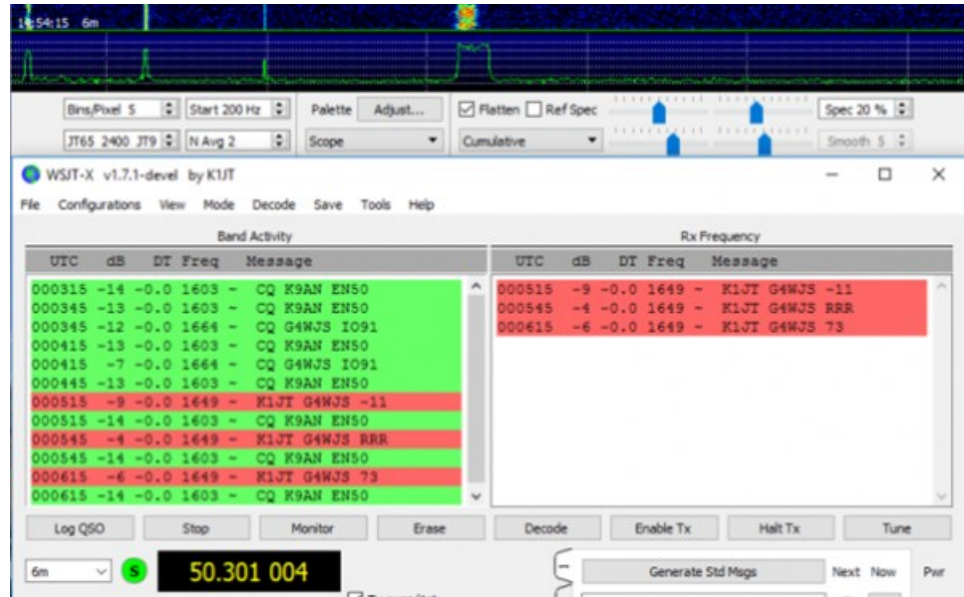 14:54:15 6m
Bins/Pixel 5 Start 200 Hz Palette Adjust... Flatten Ref Spec Spec 20 %
JT65 2400 JT9 N Avg 2 Scope Cumulative Smooth 5
WSJT-X v1.7.1-devel by K1JT
File Configurations View Mode Decode Save Tools Help
Band Activity
UTC dB DT Freq Message
000315 -14 -0.0 1603 ~ CQ K9AN EN50
000345 -13 -0.0 1603 ~ CQ K9AN EN50
000345 -12 -0.0 1664 ~ CQ G4WJS IO91
000415 -13 -0.0 1603 ~ CQ K9AN EN50
000415 -7 -0.0 1664 ~ CQ G4WJS IO91
000445 -13 -0.0 1603 ~ CQ K9AN EN50
000515 -9 -0.0 1649 ~ K1JT G4WJS -11
000515 -14 -0.0 1603 ~ CQ K9AN EN50
000545 -4 -0.0 1649 ~ K1JT G4WJS RRR
000545 -14 -0.0 1603 ~ CQ K9AN EN50
000615 -6 -0.0 1649 ~ K1JT G4WJS 73
000615 -14 -0.0 1603 ~ CQ K9AN EN50
Rx Frequency
UTC dB DT Freq Message
000515 -9 -0.0 1649 ~ K1JT G4WJS -11
000545 -4 -0.0 1649 ~ K1JT G4WJS RRR
000615 -6 -0.0 1649 ~ K1JT G4WJS 73
Log QSO Stop Monitor Erase Decode Enable Tx Halt Tx Tune
6m S 50.301 004 Generate Std Msgs Next Now Pwr